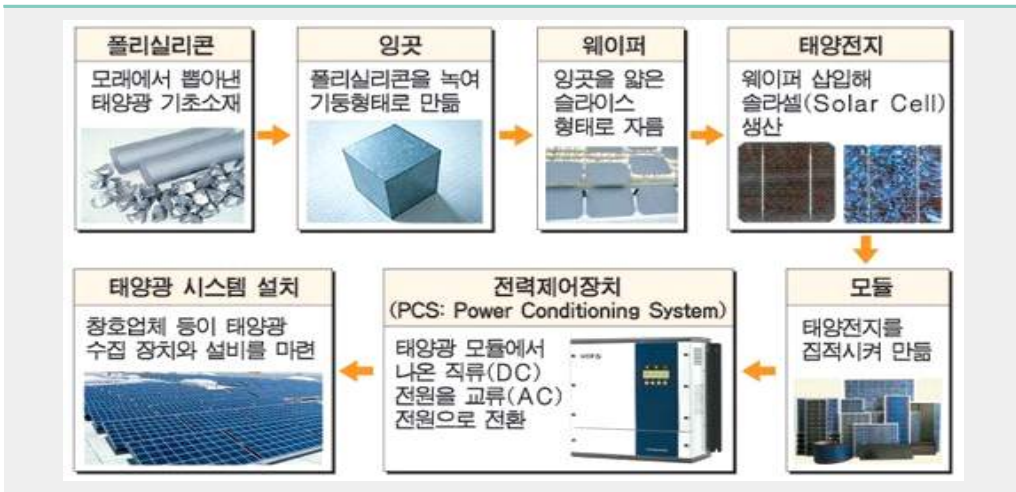 폴리실리콘
모래에서 뽑아낸
태양광 기초소재
잉곳
폴리실리콘을 녹여
기둥형태로 만듦
웨이퍼
잉곳을 얇은
슬라이스
형태로 자름
태양전지
웨이퍼 삽입해
솔라셀(Solar Cell)
생산
모듈
태양전지를
집적시켜 만듦
전력제어장치
(PCS: Power Conditioning System)
태양광 모듈에서
나온 직류(DC)
전원을 교류(AC)
전원으로 전환
태양광 시스템 설치
창호업체 등이 태양광
수집 장치와 설비를 마련